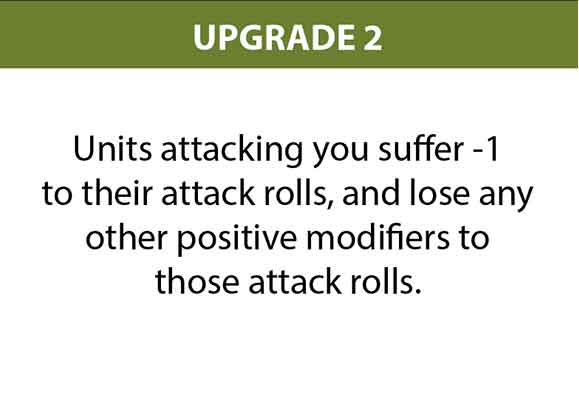 UPGRADE 2
Units attacking you suffer -1
to their attack rolls, and lose any
other positive modifiers to
those attack rolls.